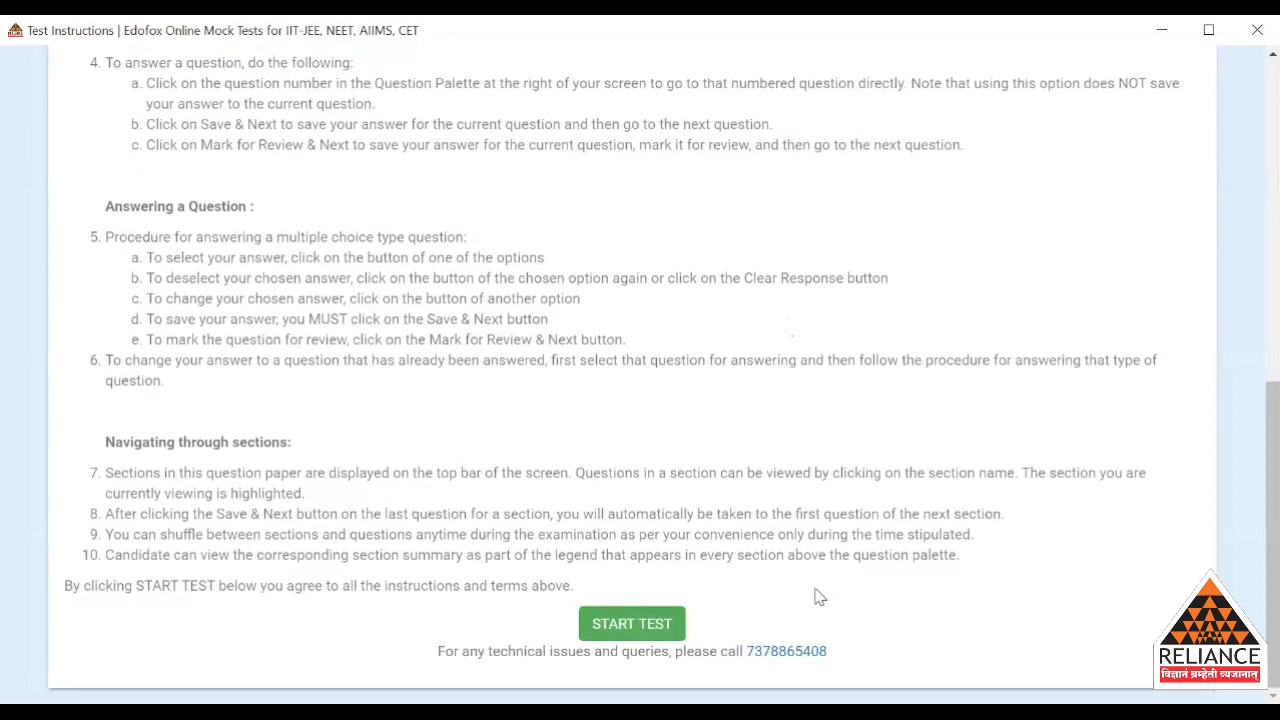 Test Instructions | Edofox Online Mock Tests for IIT-JEE, NEET, AIIMS, CET
4. To answer a question, do the following:
a. Click on the question number in the Question Palette at the right of your screen to go to that numbered question directly. Note that using this option does NOT save
your answer to the current question.
b. Click on Save & Next to save your answer for the current question and then go to the next question.
c. Click on Mark for Review & Next to save your answer for the current question, mark it for review, and then go to the next question.
Answering a Question :
5. Procedure for answering a multiple choice type question:
a. To select your answer, click on the button of one of the options
b. To deselect your chosen answer, click on the button of the chosen option again or click on the Clear Response button
c. To change your chosen answer, click on the button of another option
d. To save your answer, you MUST click on the Save & Next button
e. To mark the question for review, click on the Mark for Review & Next button.
6. To change your answer to a question that has already been answered, first select that question for answering and then follow the procedure for answering that type of
question.
Navigating through sections:
7. Sections in this question paper are displayed on the top bar of the screen. Questions in a section can be viewed by clicking on the section name. The section you are
currently viewing is highlighted.
8. After clicking the Save & Next button on the last question for a section, you will automatically be taken to the first question of the next section.
9. You can shuffle between sections and questions anytime during the examination as per your convenience only during the time stipulated.
10. Candidate can view the corresponding section summary as part of the legend that appears in every section above the question palette.
By clicking START TEST below you agree to all the instructions and terms above.
START TEST
For any technical issues and queries, please call 7378865408
RELIANCE
विज्ञानं ब्रम्हेती व्यजानात्